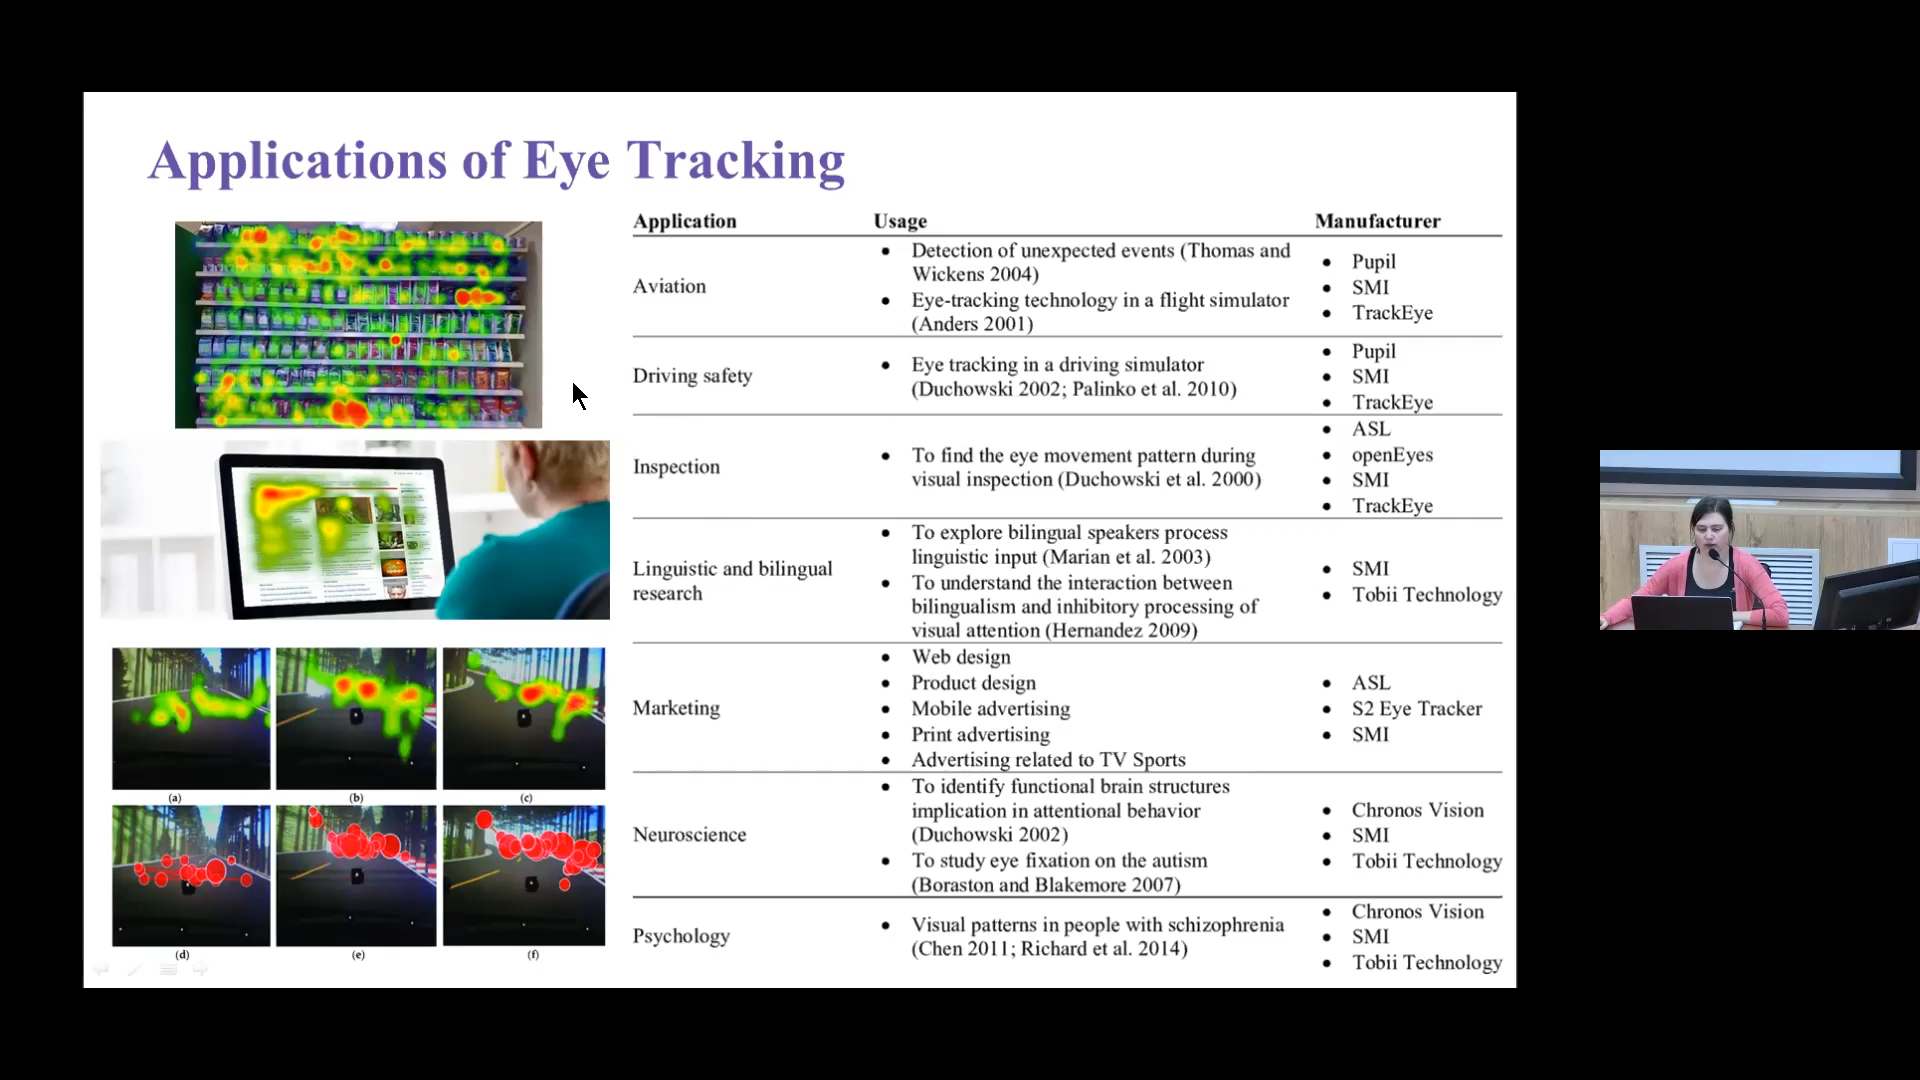 Applications of Eye Tracking
Application Usage Manufacturer
Aviation
• Detection of unexpected events (Thomas and
Wickens 2004)
• Eye-tracking technology in a flight simulator
(Anders 2001)
• Pupil
• SMI
• TrackEye
Driving safety
• Eye tracking in a driving simulator
(Duchowski 2002; Palinko et al. 2010)
• Pupil
• SMI
• TrackEye
Inspection
• To find the eye movement pattern during
visual inspection (Duchowski et al. 2000)
• ASL
• openEyes
• SMI
• TrackEye
Linguistic and bilingual
research
• To explore bilingual speakers process
linguistic input (Marian et al. 2003)
• To understand the interaction between
bilingualism and inhibitory processing of
visual attention (Hernandez 2009)
• SMI
• Tobii Technology
Marketing
• Web design
• Product design
• Mobile advertising
• Print advertising
• Advertising related to TV Sports
• ASL
• S2 Eye Tracker
• SMI
Neuroscience
• To identify functional brain structures
implication in attentional behavior
(Duchowski 2002)
• To study eye fixation on the autism
(Boraston and Blakemore 2007)
• Chronos Vision
• SMI
• Tobii Technology
Psychology
• Visual patterns in people with schizophrenia
(Chen 2011; Richard et al. 2014)
• Chronos Vision
• SMI
• Tobii Technology
(a) (b) (c)
(d) (e) (f)